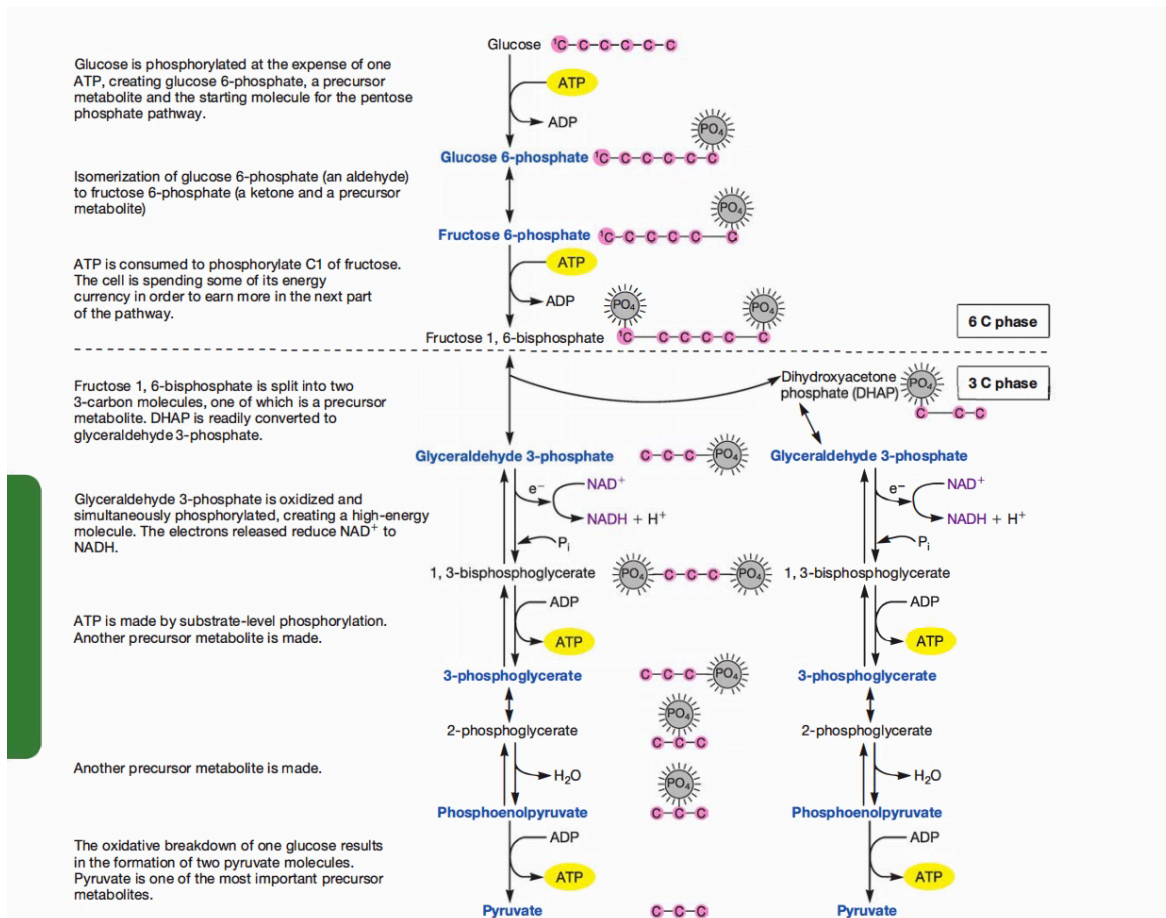 Glucose ¹C–C–C–C–C–C
Glucose is phosphorylated at the expense of one
ATP, creating glucose 6-phosphate, a precursor
metabolite and the starting molecule for the pentose
phosphate pathway.
ATP
ADP
PO₄
Glucose 6-phosphate ¹C–C–C–C–C–C
Isomerization of glucose 6-phosphate (an aldehyde)
to fructose 6-phosphate (a ketone and a precursor
metabolite)
PO₄
Fructose 6-phosphate ¹C–C–C–C–C–C
ATP is consumed to phosphorylate C1 of fructose.
The cell is spending some of its energy
currency in order to earn more in the next part
of the pathway.
ATP
ADP
PO₄ PO₄
Fructose 1, 6-bisphosphate ¹C–C–C–C–C–C
6 C phase
3 C phase
Fructose 1, 6-bisphosphate is split into two
3-carbon molecules, one of which is a precursor
metabolite. DHAP is readily converted to
glyceraldehyde 3-phosphate.
Dihydroxyacetone
phosphate (DHAP)
PO₄
C–C–C
Glyceraldehyde 3-phosphate C–C–C–PO₄ Glyceraldehyde 3-phosphate
Glyceraldehyde 3-phosphate is oxidized and
simultaneously phosphorylated, creating a high-energy
molecule. The electrons released reduce NAD⁺ to
NADH.
e⁻ NAD⁺
NADH + H⁺
Pᵢ
e⁻ NAD⁺
NADH + H⁺
Pᵢ
1, 3-bisphosphoglycerate PO₄–C–C–C–PO₄ 1, 3-bisphosphoglycerate
ATP is made by substrate-level phosphorylation.
Another precursor metabolite is made.
ADP
ATP
ADP
ATP
3-phosphoglycerate C–C–C–PO₄ 3-phosphoglycerate
PO₄
2-phosphoglycerate C–C–C 2-phosphoglycerate
Another precursor metabolite is made.
H₂O
PO₄
H₂O
Phosphoenolpyruvate C–C–C Phosphoenolpyruvate
The oxidative breakdown of one glucose results
in the formation of two pyruvate molecules.
Pyruvate is one of the most important precursor
metabolites.
ADP
ATP
ADP
ATP
Pyruvate C–C–C Pyruvate